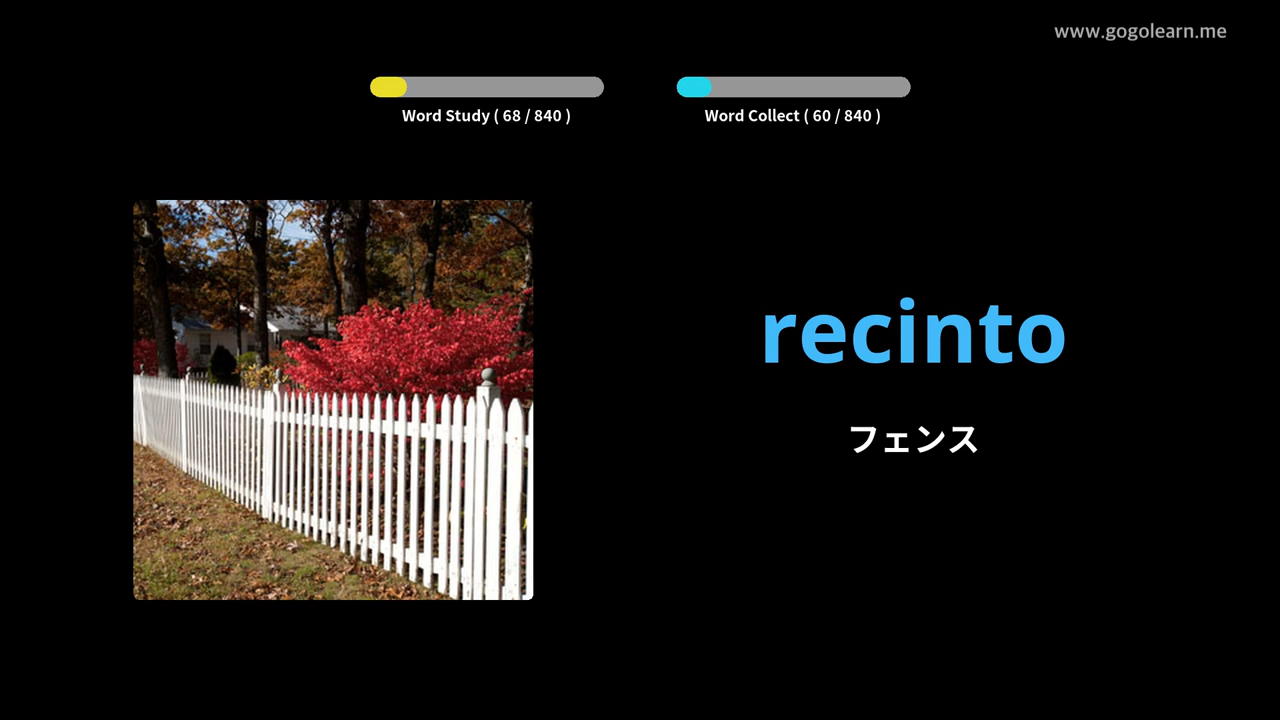 www.gogolearn.me
Word Study ( 68 / 840 )
Word Collect ( 60 / 840 )
recinto
フェンス